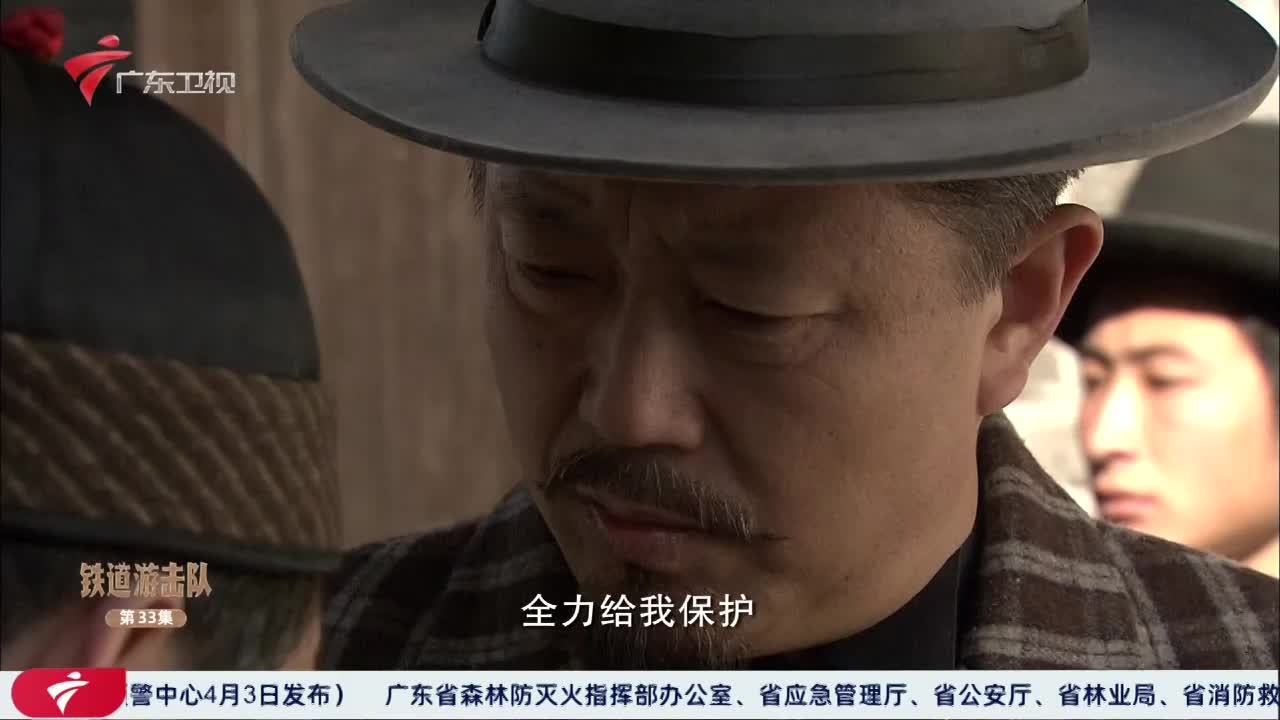 广东卫视
铁道游击队
第33集
全力给我保护
警中心4月3日发布） 广东省森林防灭火指挥部办公室、省应急管理厅、省公安厅、省林业局、省消防救